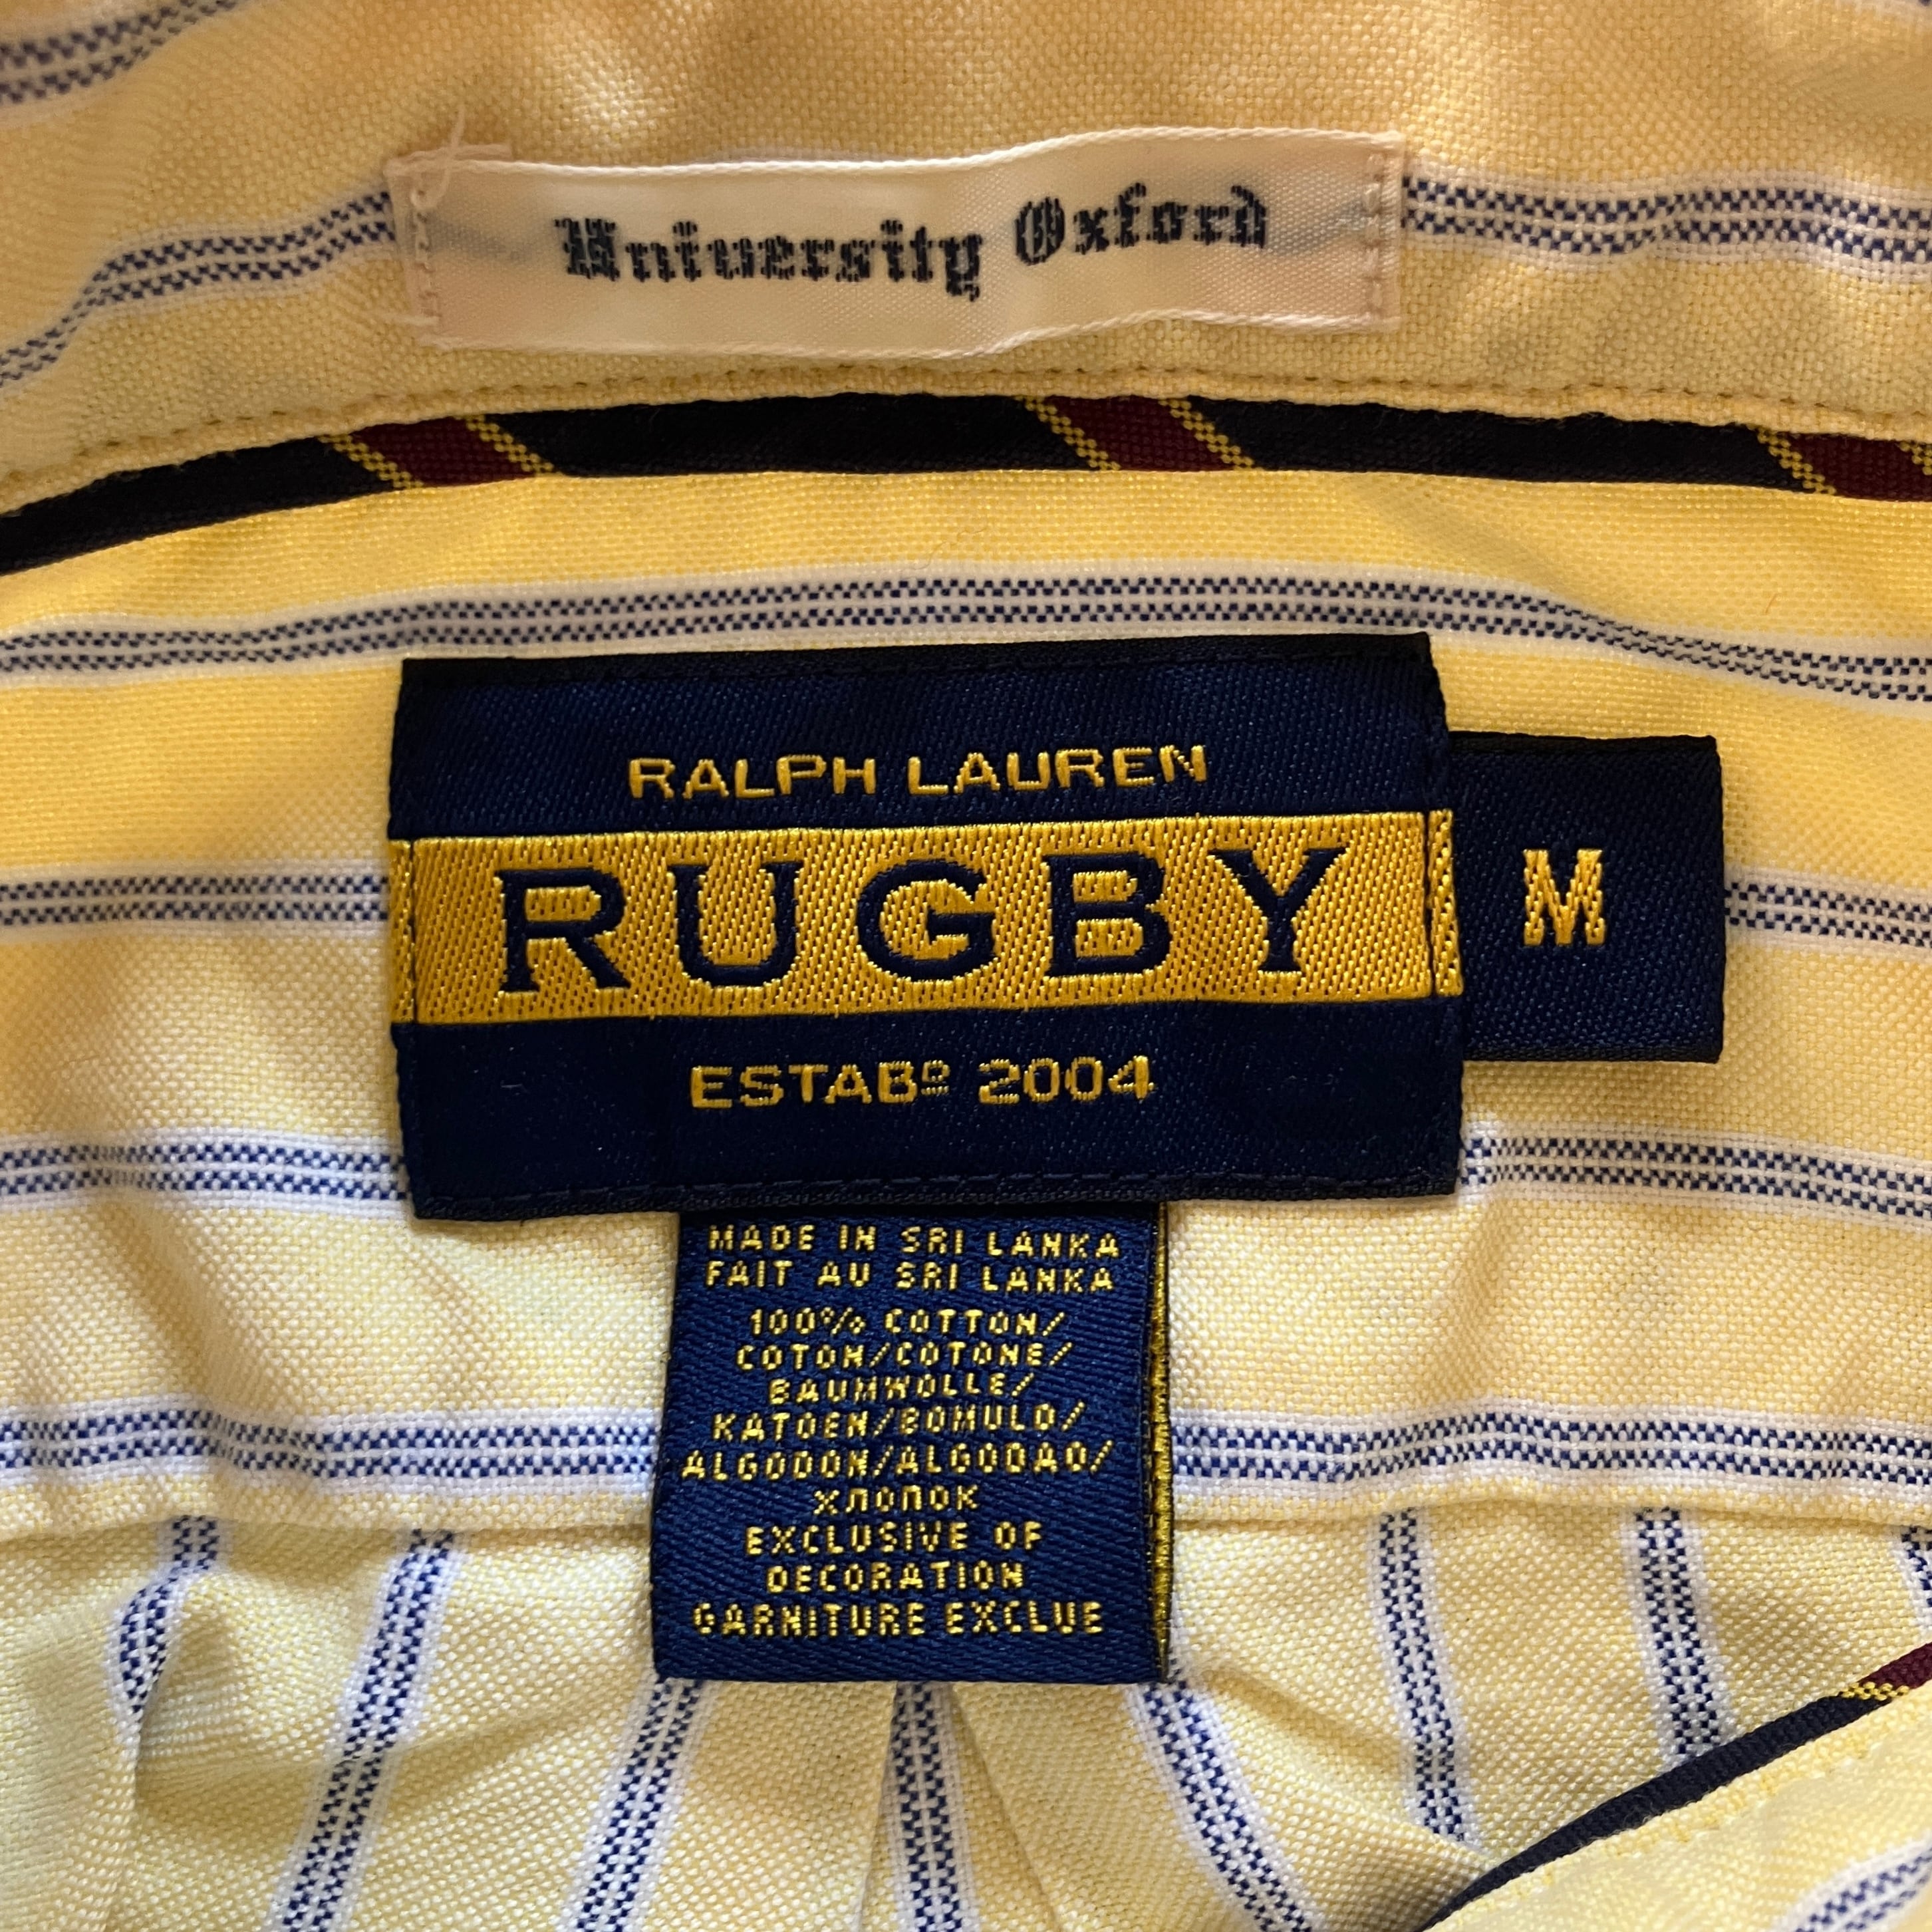 University Oxford
RALPH LAUREN
RUGBY
M
ESTABᴰ 2004
MADE IN SRI LANKA
FAIT AU SRI LANKA
100% COTTON/
COTON/COTONE/
BAUMWOLLE/
KATOEN/BOMULD/
ALGODON/ALGODAO/
хлопок
EXCLUSIVE OF
DECORATION
GARNITURE EXCLUE